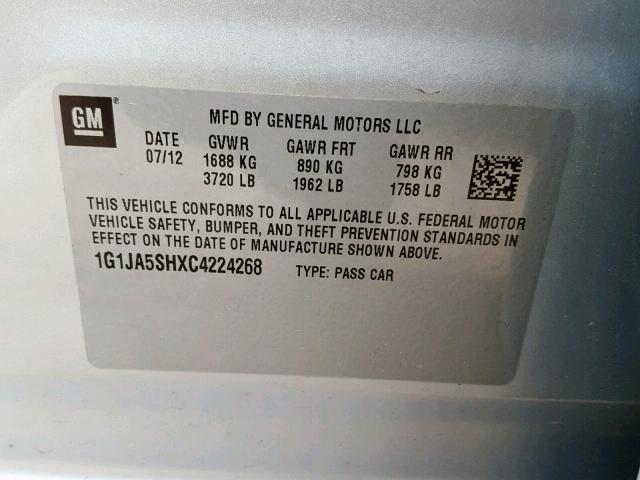 GM®
MFD BY GENERAL MOTORS LLC
DATE GVWR GAWR FRT GAWR RR
07/12 1688 KG 890 KG 798 KG
3720 LB 1962 LB 1758 LB
THIS VEHICLE CONFORMS TO ALL APPLICABLE U.S. FEDERAL MOTOR
VEHICLE SAFETY, BUMPER, AND THEFT PREVENTION STANDARDS IN
EFFECT ON THE DATE OF MANUFACTURE SHOWN ABOVE.
1G1JA5SHXC4224268 TYPE: PASS CAR